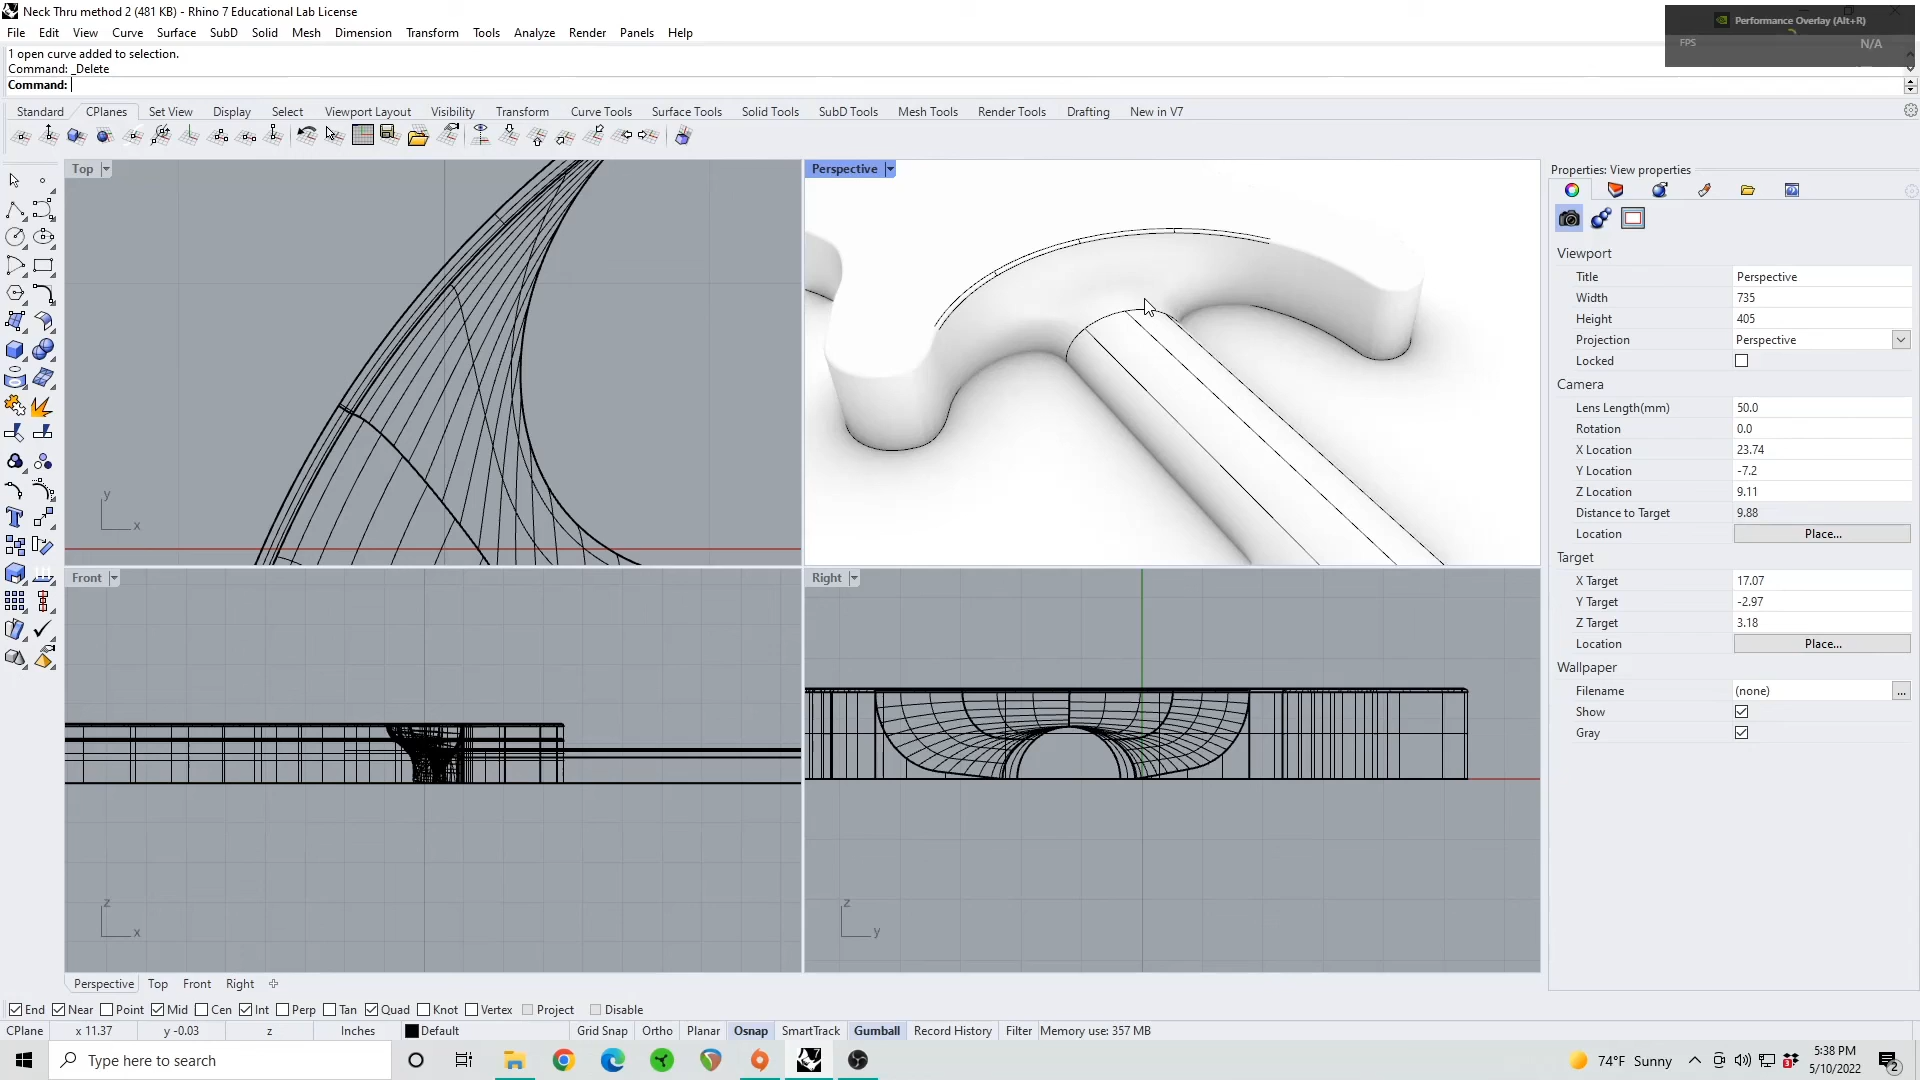 Neck Thru method 2 (481 KB) - Rhino 7 Educational Lab License
Performance Overlay (Alt+R)
File Edit View Curve Surface SubD Solid Mesh Dimension Transform Tools Analyze Render Panels Help
FPS N/A
1 open curve added to selection.
Command: _Delete
Command:
Standard CPlanes Set View Display Select Viewport Layout Visibility Transform Curve Tools Surface Tools Solid Tools SubD Tools Mesh Tools Render Tools Drafting New in V7
Top
y
x
Perspective
Front
z
x
Right
z
y
Properties: View properties
Viewport
Title Perspective
Width 735
Height 405
Projection Perspective
Locked
Camera
Lens Length(mm) 50.0
Rotation 0.0
X Location 23.74
Y Location -7.2
Z Location 9.11
Distance to Target 9.88
Location Place...
Target
X Target 17.07
Y Target -2.97
Z Target 3.18
Location Place...
Wallpaper
Filename (none) ...
Show
Gray
Perspective Top Front Right
End Near Point Mid Cen Int Perp Tan Quad Knot Vertex Project Disable
CPlane x 11.37 y -0.03 z Inches Default Grid Snap Ortho Planar Osnap SmartTrack Gumball Record History Filter Memory use: 357 MB
Type here to search
74°F Sunny
5:38 PM
5/10/2022
2